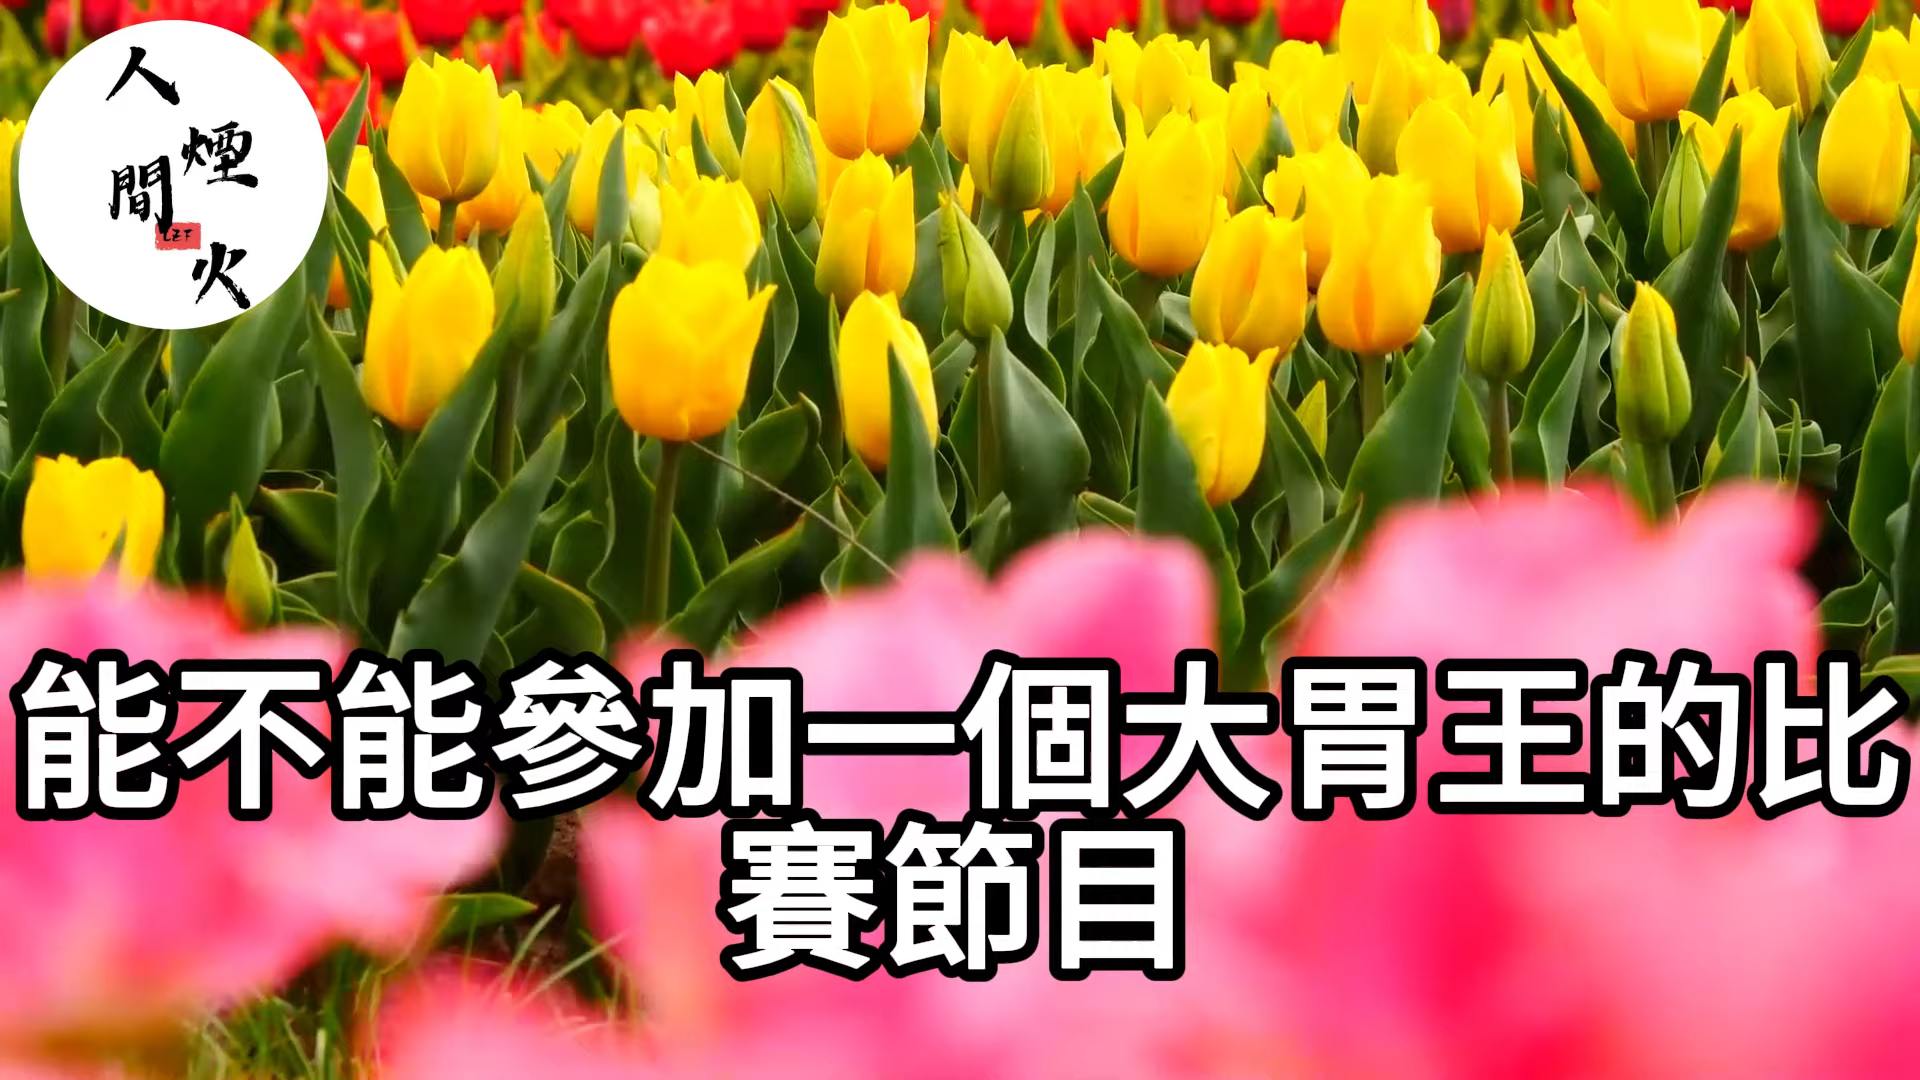 人
煙
間
LZF
火
能不能參加一個大胃王的比
賽節目